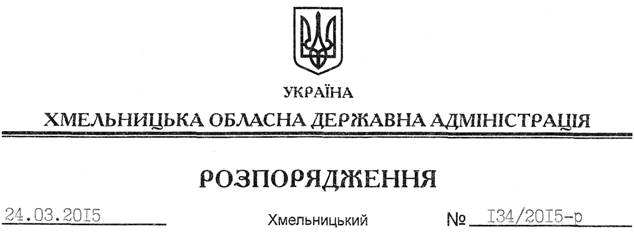 УКРАЇНА
ХМЕЛЬНИЦЬКА ОБЛАСНА ДЕРЖАВНА АДМІНІСТРАЦІЯ
РОЗПОРЯДЖЕННЯ
24.03.2015 Хмельницький № 134/2015-р